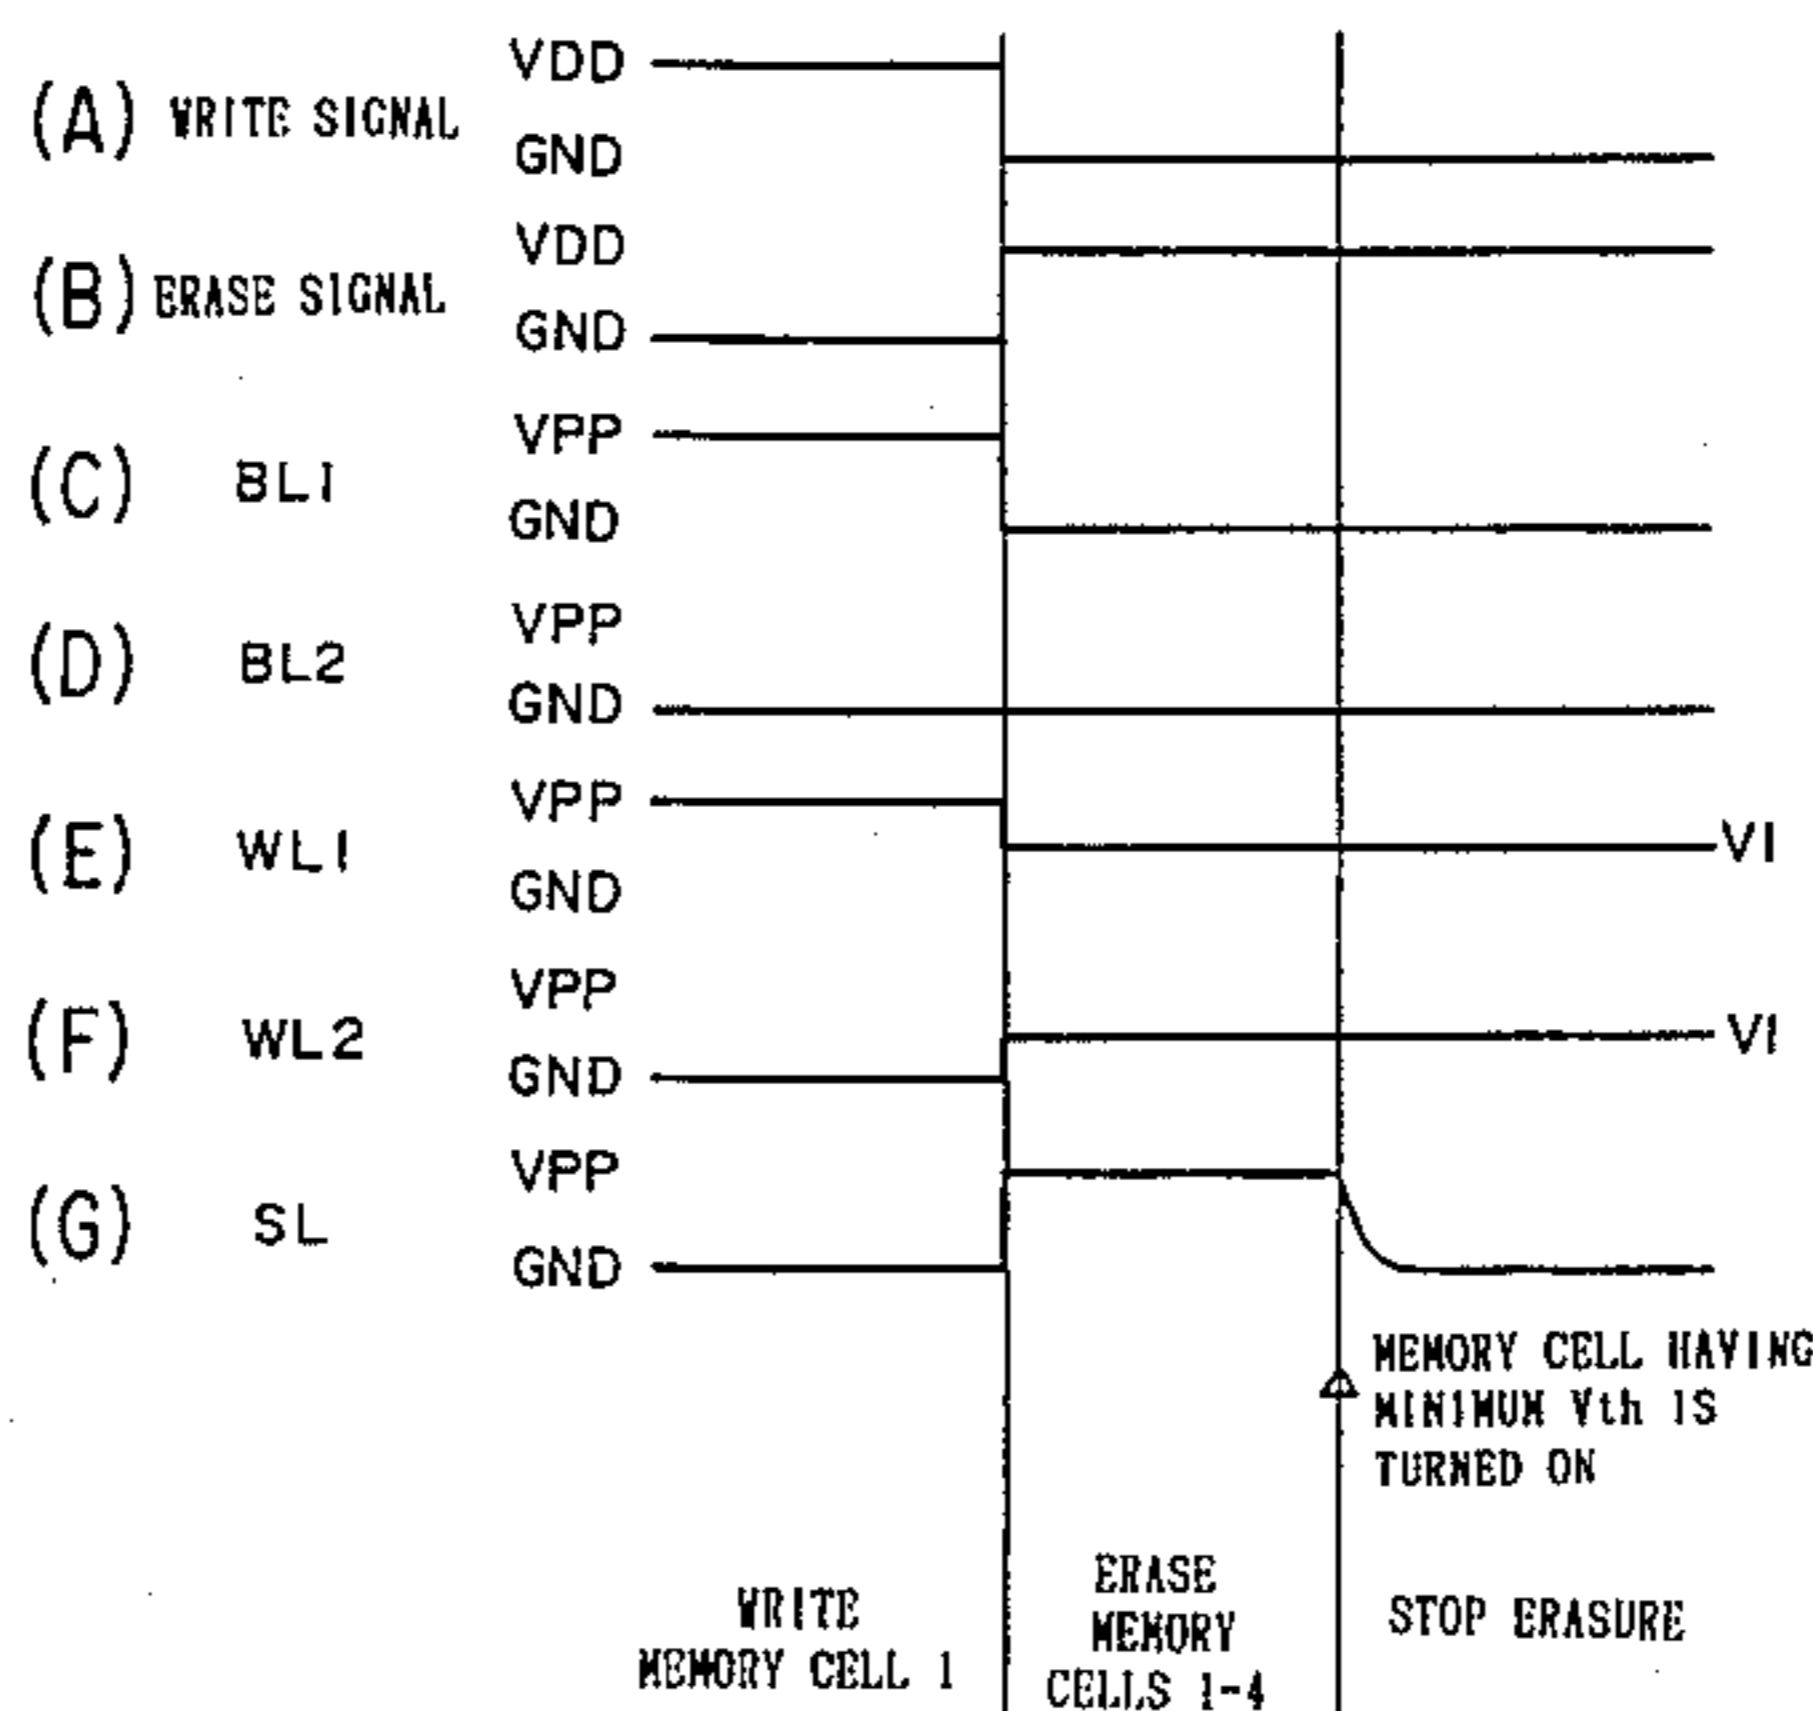 VDD
(A) WRITE SIGNAL
GND
VDD
(B) ERASE SIGNAL
GND
VPP
(C) BL1
GND
VPP
(D) BL2
GND
VPP
(E) WL1 V1
GND
VPP
(F) WL2 V1
GND
VPP
(G) SL
GND
MEMORY CELL HAVING
MINIMUM Vth IS
TURNED ON
WRITE
MEMORY CELL 1
ERASE
MEMORY
CELLS 1-4
STOP ERASURE